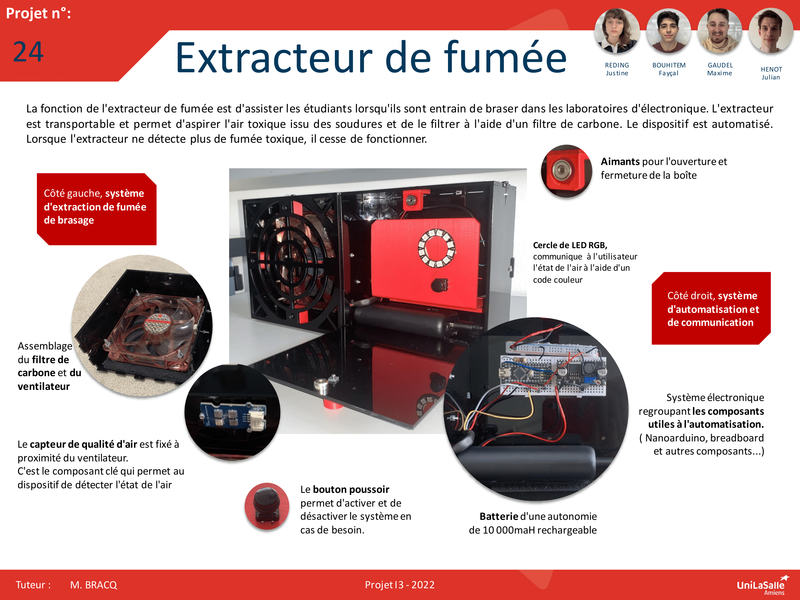 Projet n°:
24
Extracteur de fumée
REDING
Justine
BOUHITEM
Fayçal
GAUDEL
Maxime
HENOT
Julian
La fonction de l'extracteur de fumée est d'assister les étudiants lorsqu'ils sont entrain de braser dans les laboratoires d'électronique. L'extracteur
est transportable et permet d'aspirer l'air toxique issu des soudures et de le filtrer à l'aide d'un filtre de carbone. Le dispositif est automatisé.
Lorsque l'extracteur ne détecte plus de fumée toxique, il cesse de fonctionner.
Aimants pour l'ouverture et
fermeture de la boîte
Côté gauche, système
d'extraction de fumée
de brasage
Cercle de LED RGB,
communique à l'utilisateur
l'état de l'air à l'aide d'un
code couleur
Côté droit, système
d'automatisation et
de communication
Assemblage
du filtre de
carbone et du
ventilateur
Système électronique
regroupant les composants
utiles à l'automatisation.
( Nanoarduino, breadboard
et autres composants...)
Le capteur de qualité d'air est fixé à
proximité du ventilateur.
C'est le composant clé qui permet au
dispositif de détecter l'état de l'air
Le bouton poussoir
permet d'activer et de
désactiver le système en
cas de besoin.
Batterie d'une autonomie
de 10 000maH rechargeable
Tuteur : M. BRACQ
Projet I3 - 2022
UniLaSalle
Amiens